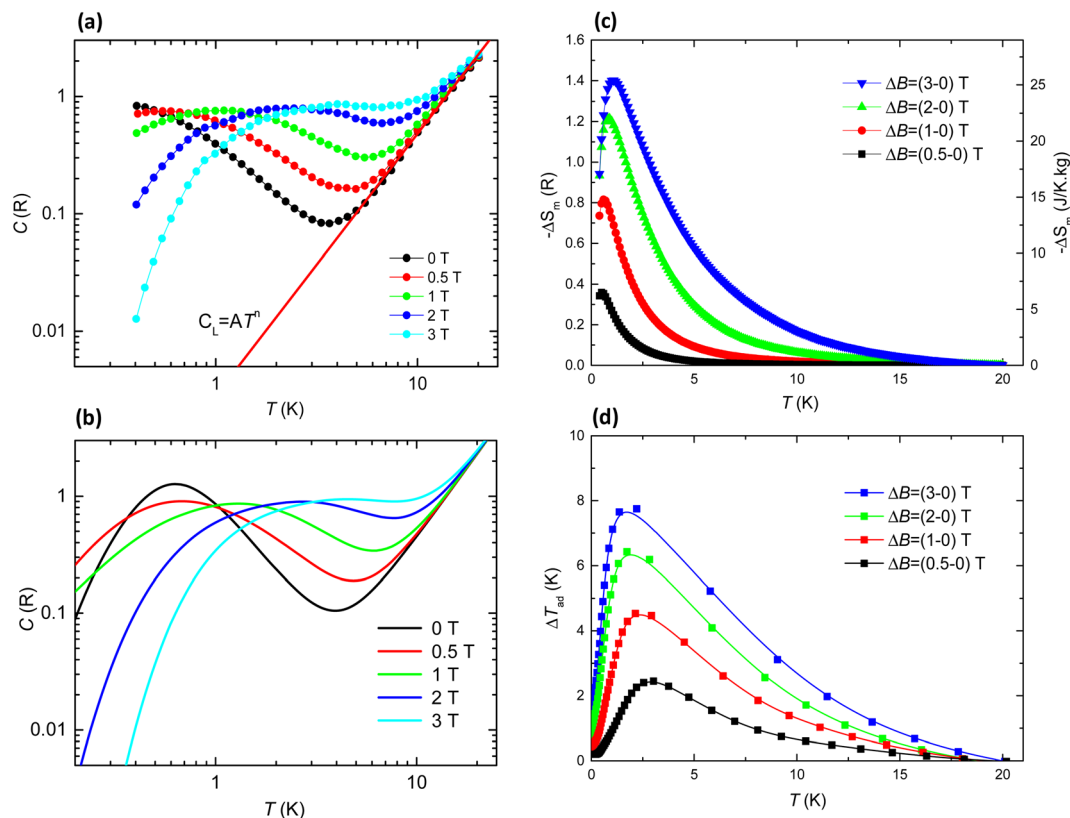 (a)
C (R)
1
0.1
0.01
C_L=AT^n
0 T
0.5 T
1 T
2 T
3 T
1
10
T (K)
(b)
C (R)
1
0.1
0.01
0 T
0.5 T
1 T
2 T
3 T
1
10
T (K)
(c)
-ΔS_m (R)
1.6
1.4
1.2
1.0
0.8
0.6
0.4
0.2
0.0
ΔB=(3-0) T
ΔB=(2-0) T
ΔB=(1-0) T
ΔB=(0.5-0) T
25
20
15
10
5
0
-ΔS_m (J/K.kg)
0
5
10
15
20
T (K)
(d)
ΔT_ad (K)
10
8
6
4
2
0
ΔB=(3-0) T
ΔB=(2-0) T
ΔB=(1-0) T
ΔB=(0.5-0) T
0
5
10
15
20
T (K)